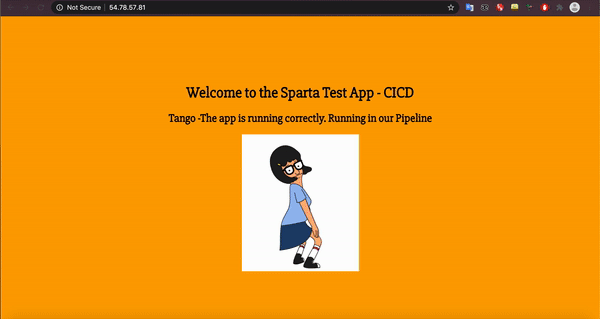 Not Secure | 54.78.57.81
Welcome to the Sparta Test App - CICD
Tango -The app is running correctly. Running in our Pipeline